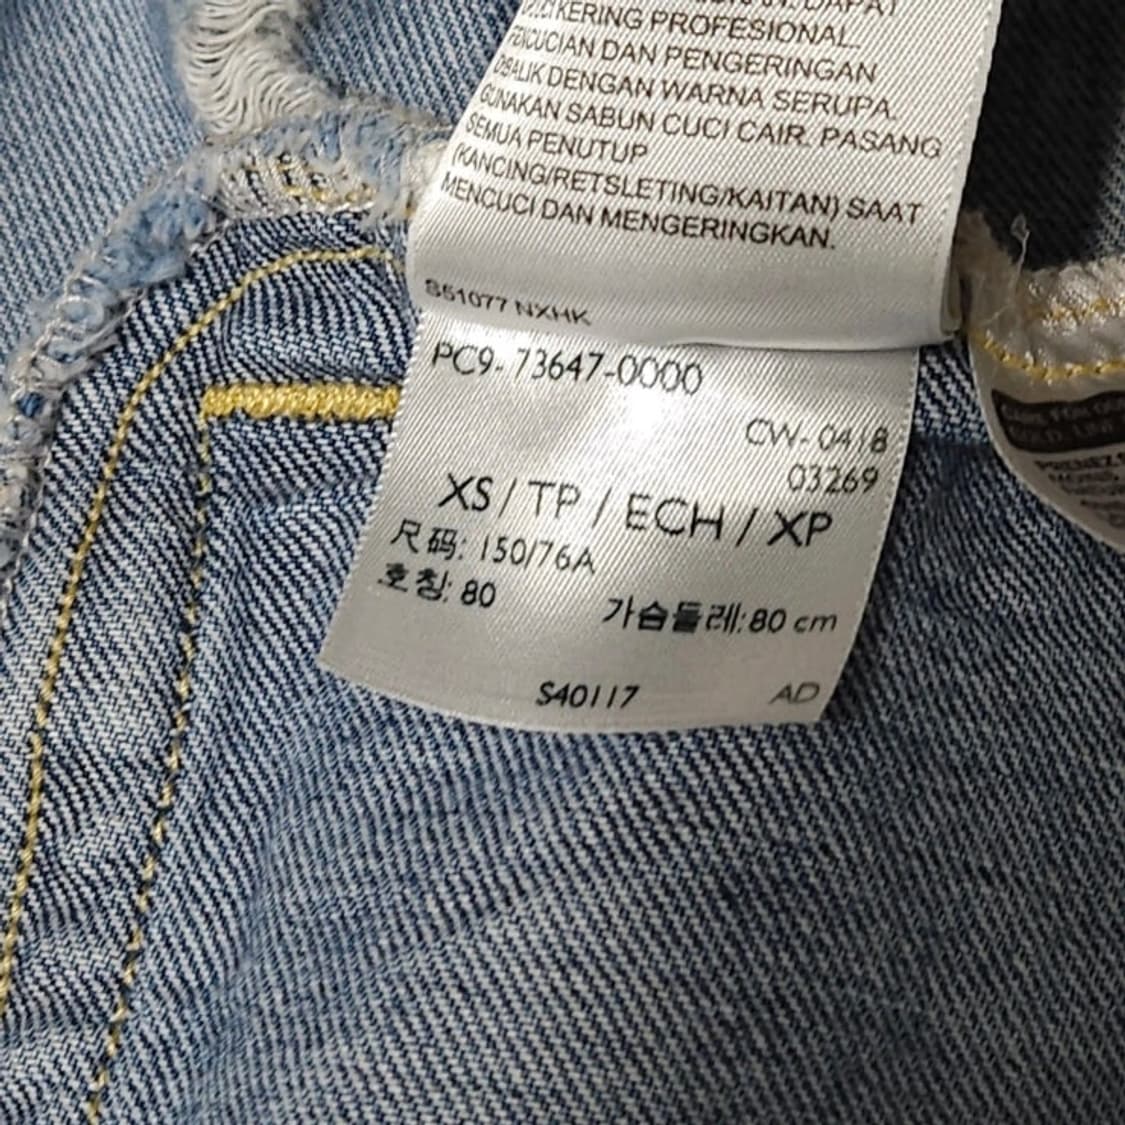 DAPAT
KERING PROFESIONAL.
PENCUCIAN DAN PENGERINGAN
DIBALIK DENGAN WARNA SERUPA.
GUNAKAN SABUN CUCI CAIR. PASANG
SEMUA PENUTUP
(KANCING/RETSLETING/KAITAN) SAAT
MENCUCI DAN MENGERINGKAN.
S51077 NXHK
PC9-73647-0000
CW-0418
03269
XS / TP / ECH / XP
尺码: 150/76A
호칭: 80
가슴둘레: 80 cm
S40117
AD